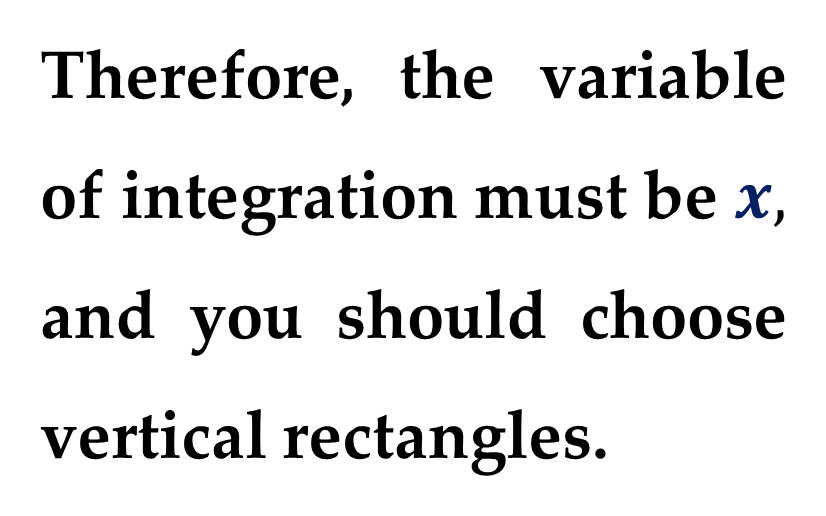 Therefore, the variable
of integration must be x,
and you should choose
vertical rectangles.